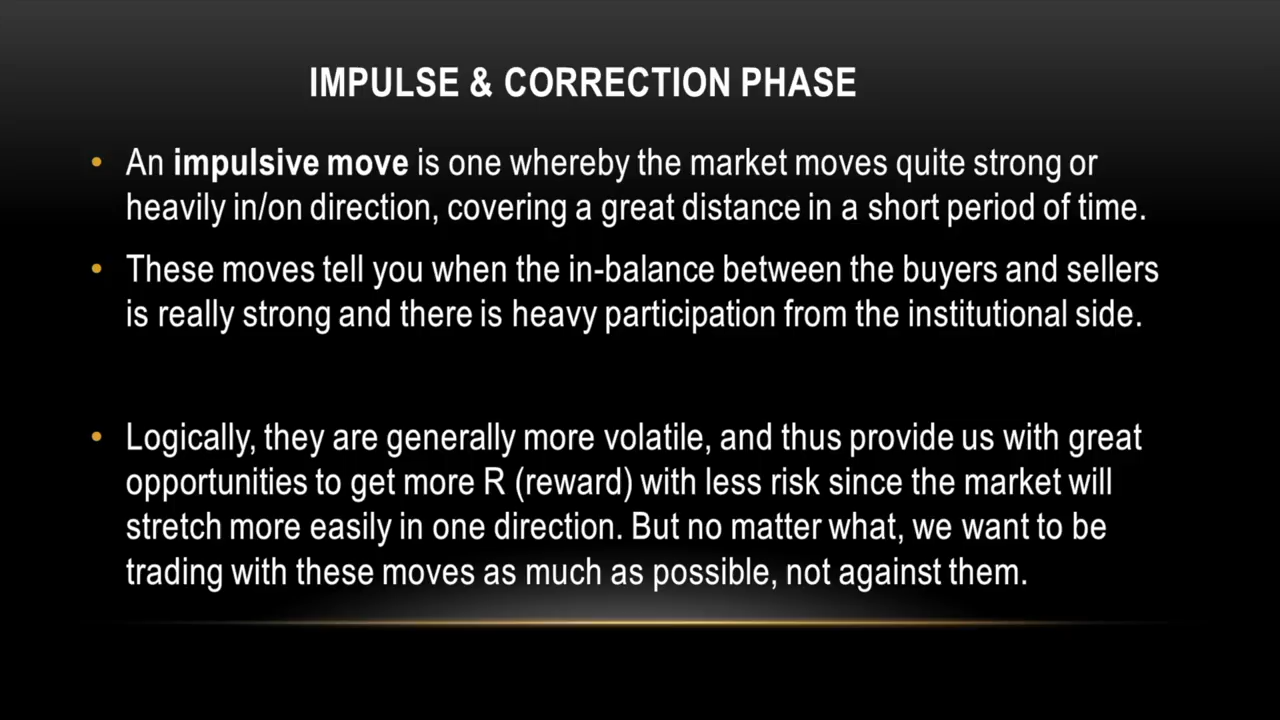 IMPULSE & CORRECTION PHASE
• An impulsive move is one whereby the market moves quite strong or
heavily in/on direction, covering a great distance in a short period of time.
• These moves tell you when the in-balance between the buyers and sellers
is really strong and there is heavy participation from the institutional side.
• Logically, they are generally more volatile, and thus provide us with great
opportunities to get more R (reward) with less risk since the market will
stretch more easily in one direction. But no matter what, we want to be
trading with these moves as much as possible, not against them.